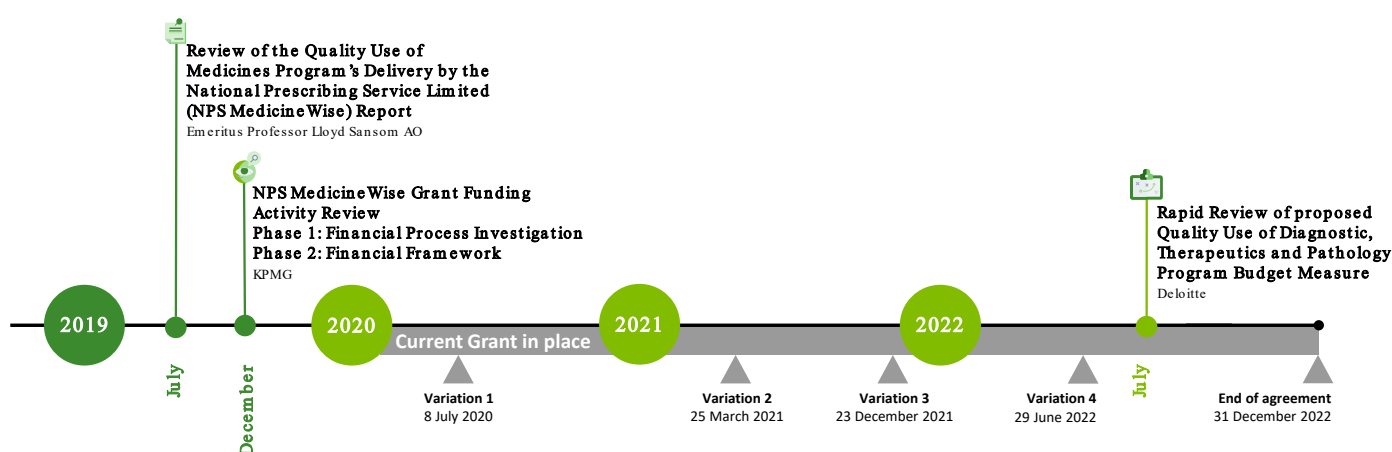 Review of the Quality Use of
Medicines Program's Delivery by the
National Prescribing Service Limited
(NPS MedicineWise) Report
Emeritus Professor Lloyd Sansom AO
NPS MedicineWise Grant Funding
Activity Review
Phase 1: Financial Process Investigation
Phase 2: Financial Framework
KPMG
Rapid Review of proposed
Quality Use of Diagnostic,
Therapeutics and Pathology
Program Budget Measure
Deloitte
2019
2020
2021
2022
Current Grant in place
July
December
July
Variation 1
8 July 2020
Variation 2
25 March 2021
Variation 3
23 December 2021
Variation 4
29 June 2022
End of agreement
31 December 2022